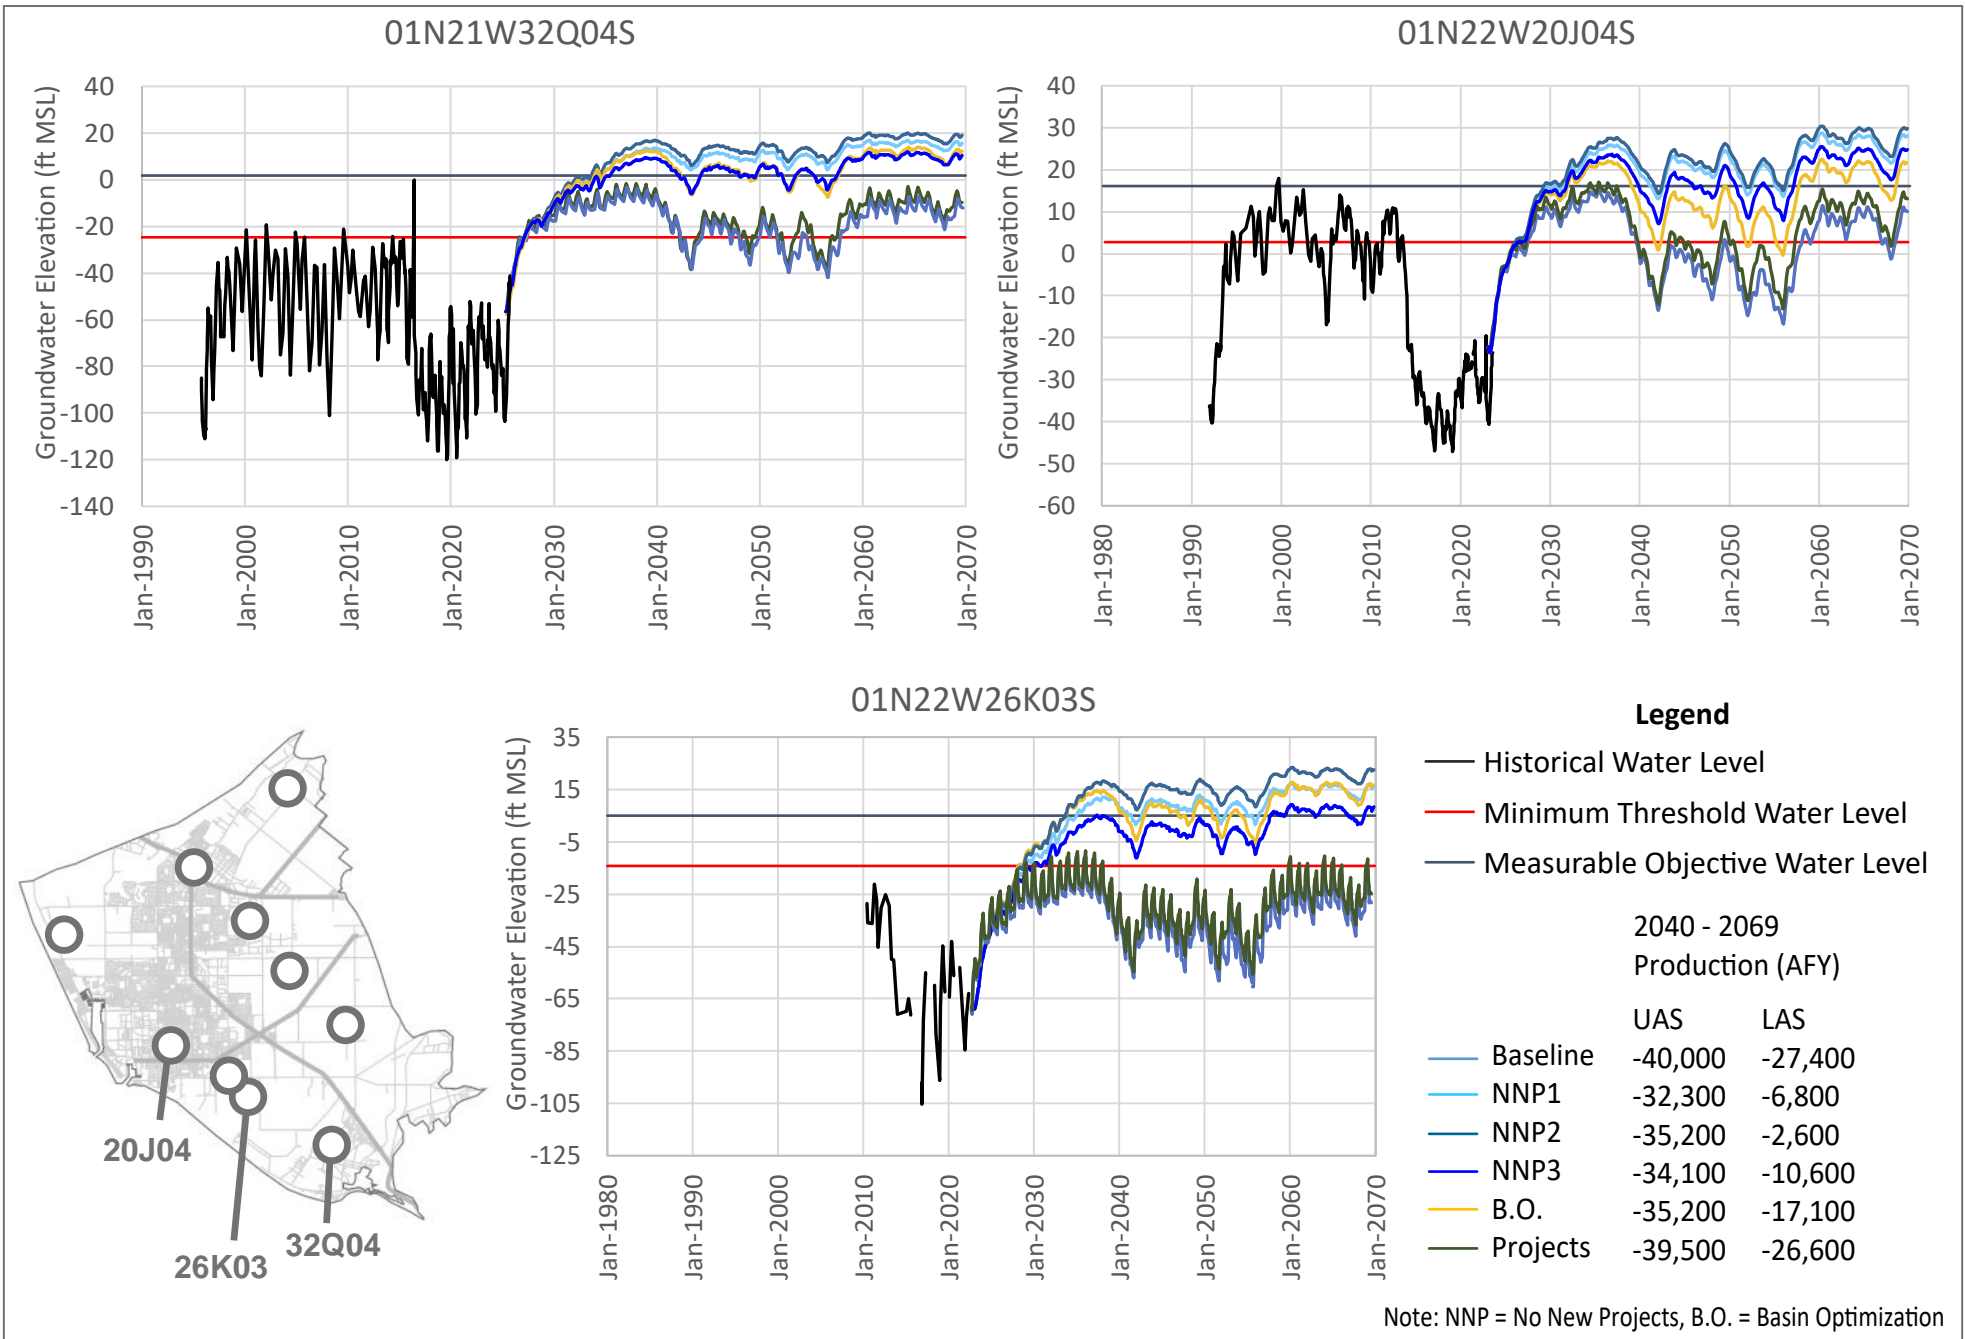 01N21W32Q04S
Groundwater Elevation (ft MSL)
40
20
0
-20
-40
-60
-80
-100
-120
-140
Jan-1990
Jan-2000
Jan-2010
Jan-2020
Jan-2030
Jan-2040
Jan-2050
Jan-2060
Jan-2070
01N22W20J04S
Groundwater Elevation (ft MSL)
40
30
20
10
0
-10
-20
-30
-40
-50
-60
Jan-1980
Jan-1990
Jan-2000
Jan-2010
Jan-2020
Jan-2030
Jan-2040
Jan-2050
Jan-2060
Jan-2070
01N22W26K03S
Groundwater Elevation (ft MSL)
35
15
-5
-25
-45
-65
-85
-105
-125
Jan-1980
Jan-1990
Jan-2000
Jan-2010
Jan-2020
Jan-2030
Jan-2040
Jan-2050
Jan-2060
Jan-2070
20J04
26K03
32Q04
Legend
Historical Water Level
Minimum Threshold Water Level
Measurable Objective Water Level
2040 - 2069
Production (AFY)
UAS LAS
Baseline -40,000 -27,400
NNP1 -32,300 -6,800
NNP2 -35,200 -2,600
NNP3 -34,100 -10,600
B.O. -35,200 -17,100
Projects -39,500 -26,600
Note: NNP = No New Projects, B.O. = Basin Optimization